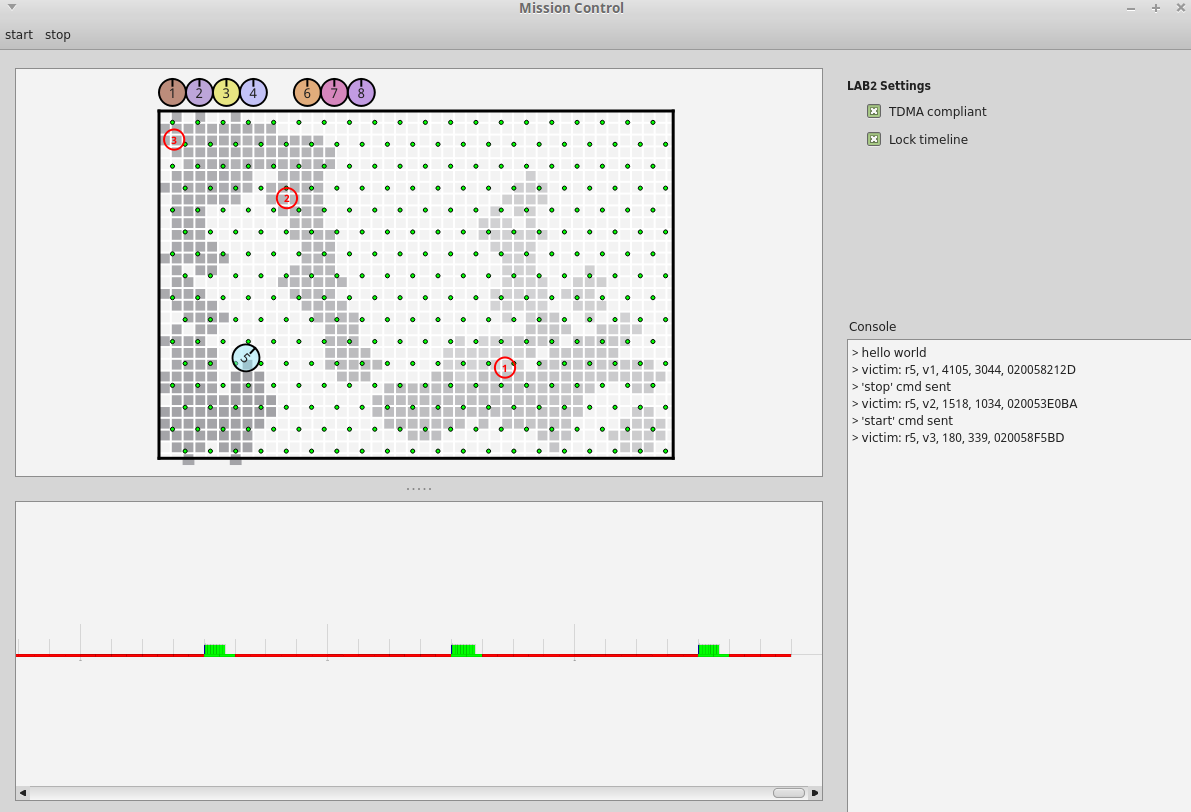 Mission Control
start stop
1 2 3 4 6 7 8
3
2
5
1
LAB2 Settings
TDMA compliant
Lock timeline
Console
> hello world
> victim: r5, v1, 4105, 3044, 020058212D
> 'stop' cmd sent
> victim: r5, v2, 1518, 1034, 020053E0BA
> 'start' cmd sent
> victim: r5, v3, 180, 339, 020058F5BD